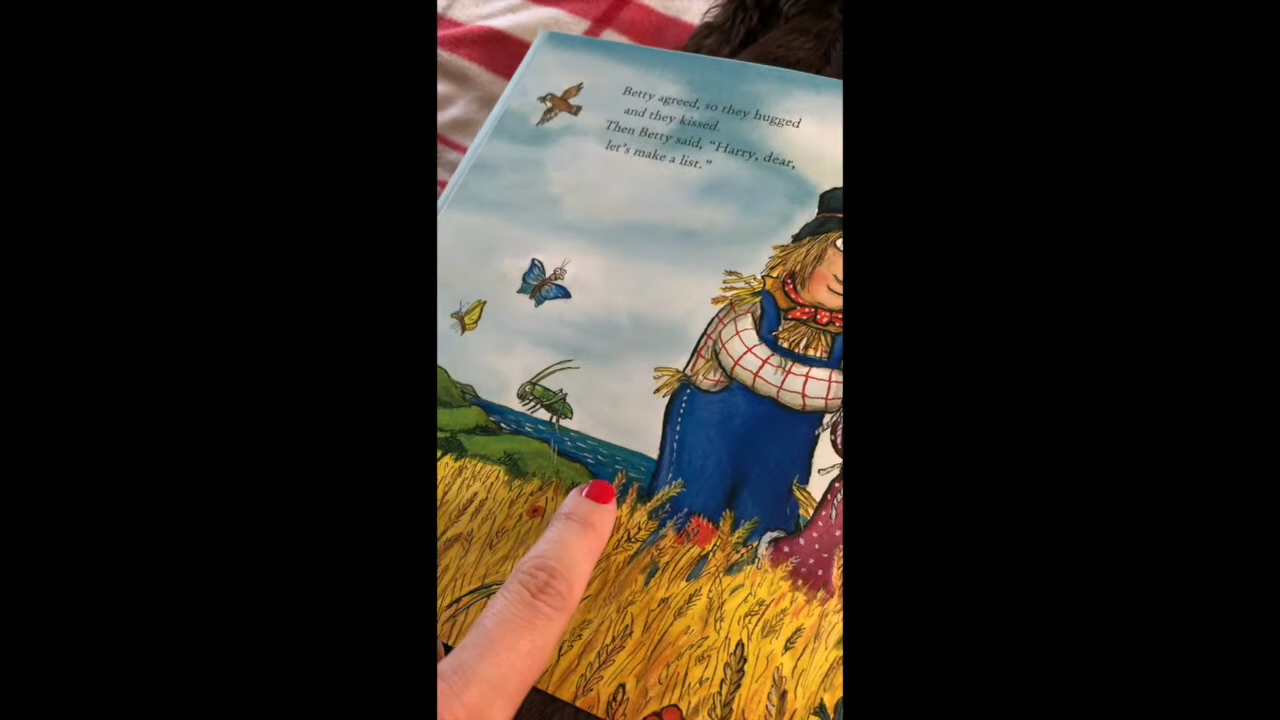 Betty agreed, so they hugged
and they kissed.
Then Betty said, "Harry, dear,
let's make a list."